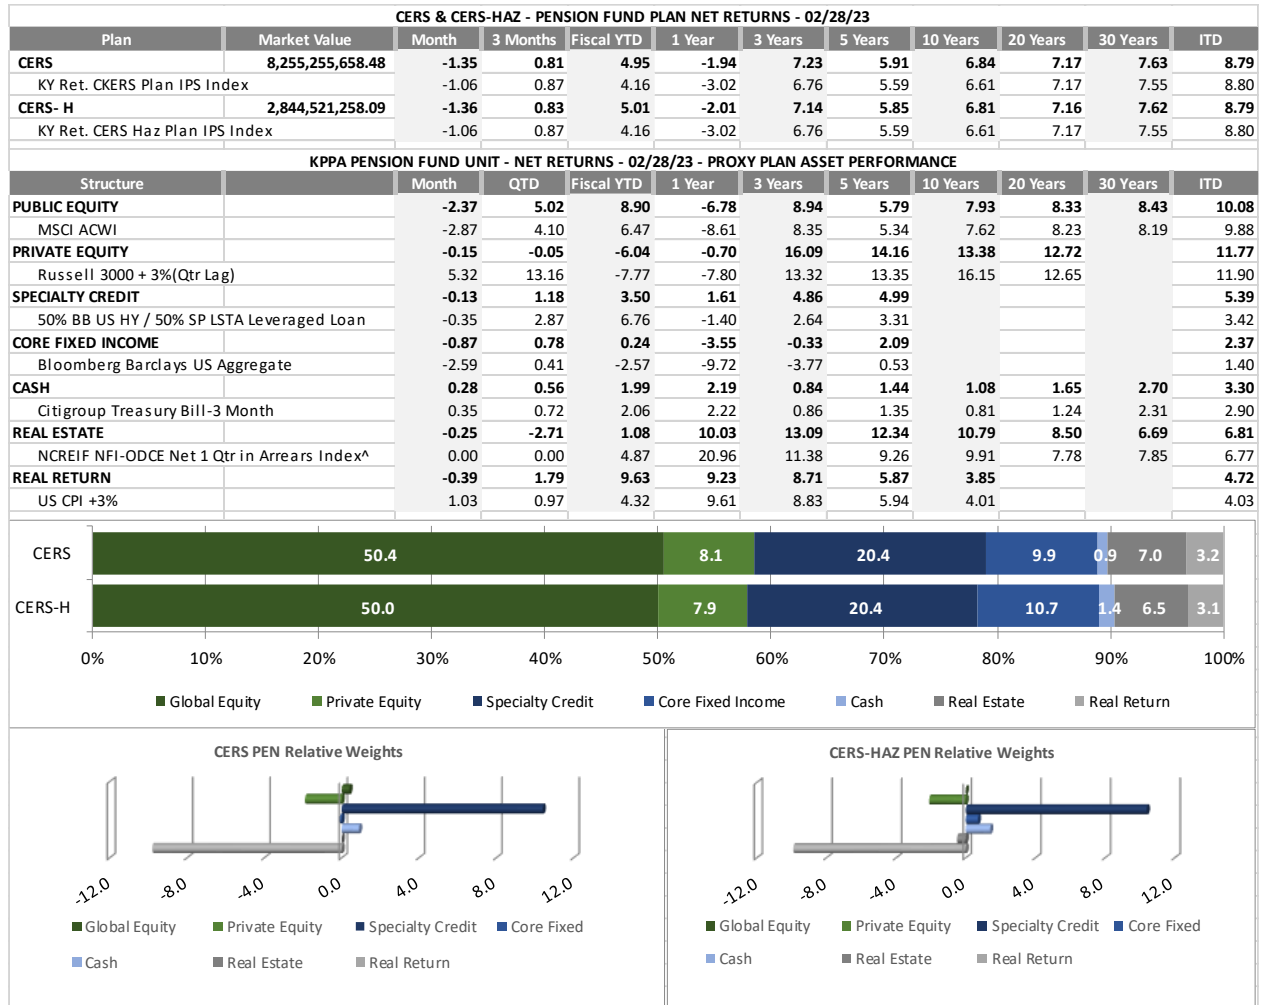 CERS & CERS-HAZ - PENSION FUND PLAN NET RETURNS - 02/28/23
Plan Market Value Month 3 Months Fiscal YTD 1 Year 3 Years 5 Years 10 Years 20 Years 30 Years ITD
CERS 8,255,255,658.48 -1.35 0.81 4.95 -1.94 7.23 5.91 6.84 7.17 7.63 8.79
KY Ret. CKERS Plan IPS Index -1.06 0.87 4.16 -3.02 6.76 5.59 6.61 7.17 7.55 8.80
CERS- H 2,844,521,258.09 -1.36 0.83 5.01 -2.01 7.14 5.85 6.81 7.16 7.62 8.79
KY Ret. CERS Haz Plan IPS Index -1.06 0.87 4.16 -3.02 6.76 5.59 6.61 7.17 7.55 8.80
KPPA PENSION FUND UNIT - NET RETURNS - 02/28/23 - PROXY PLAN ASSET PERFORMANCE
Structure Month QTD Fiscal YTD 1 Year 3 Years 5 Years 10 Years 20 Years 30 Years ITD
PUBLIC EQUITY -2.37 5.02 8.90 -6.78 8.94 5.79 7.93 8.33 8.43 10.08
MSCI ACWI -2.87 4.10 6.47 -8.61 8.35 5.34 7.62 8.23 8.19 9.88
PRIVATE EQUITY -0.15 -0.05 -6.04 -0.70 16.09 14.16 13.38 12.72 11.77
Russell 3000 + 3%(Qtr Lag) 5.32 13.16 -7.77 -7.80 13.32 13.35 16.15 12.65 11.90
SPECIALTY CREDIT -0.13 1.18 3.50 1.61 4.86 4.99 5.39
50% BB US HY / 50% SP LSTA Leveraged Loan -0.35 2.87 6.76 -1.40 2.64 3.31 3.42
CORE FIXED INCOME -0.87 0.78 0.24 -3.55 -0.33 2.09 2.37
Bloomberg Barclays US Aggregate -2.59 0.41 -2.57 -9.72 -3.77 0.53 1.40
CASH 0.28 0.56 1.99 2.19 0.84 1.44 1.08 1.65 2.70 3.30
Citigroup Treasury Bill-3 Month 0.35 0.72 2.06 2.22 0.86 1.35 0.81 1.24 2.31 2.90
REAL ESTATE -0.25 -2.71 1.08 10.03 13.09 12.34 10.79 8.50 6.69 6.81
NCREIF NFI-ODCE Net 1 Qtr in Arrears Index^ 0.00 0.00 4.87 20.96 11.38 9.26 9.91 7.78 7.85 6.77
REAL RETURN -0.39 1.79 9.63 9.23 8.71 5.87 3.85 4.72
US CPI +3% 1.03 0.97 4.32 9.61 8.83 5.94 4.01 4.03
CERS 50.4 8.1 20.4 9.9 0.9 7.0 3.2
CERS-H 50.0 7.9 20.4 10.7 1.4 6.5 3.1
0% 10% 20% 30% 40% 50% 60% 70% 80% 90% 100%
Global Equity Private Equity Specialty Credit Core Fixed Income Cash Real Estate Real Return
CERS PEN Relative Weights
-12.0 -8.0 -4.0 0.0 4.0 8.0 12.0
Global Equity Private Equity Specialty Credit Core Fixed
Cash Real Estate Real Return
CERS-HAZ PEN Relative Weights
-12.0 -8.0 -4.0 0.0 4.0 8.0 12.0
Global Equity Private Equity Specialty Credit Core Fixed
Cash Real Estate Real Return